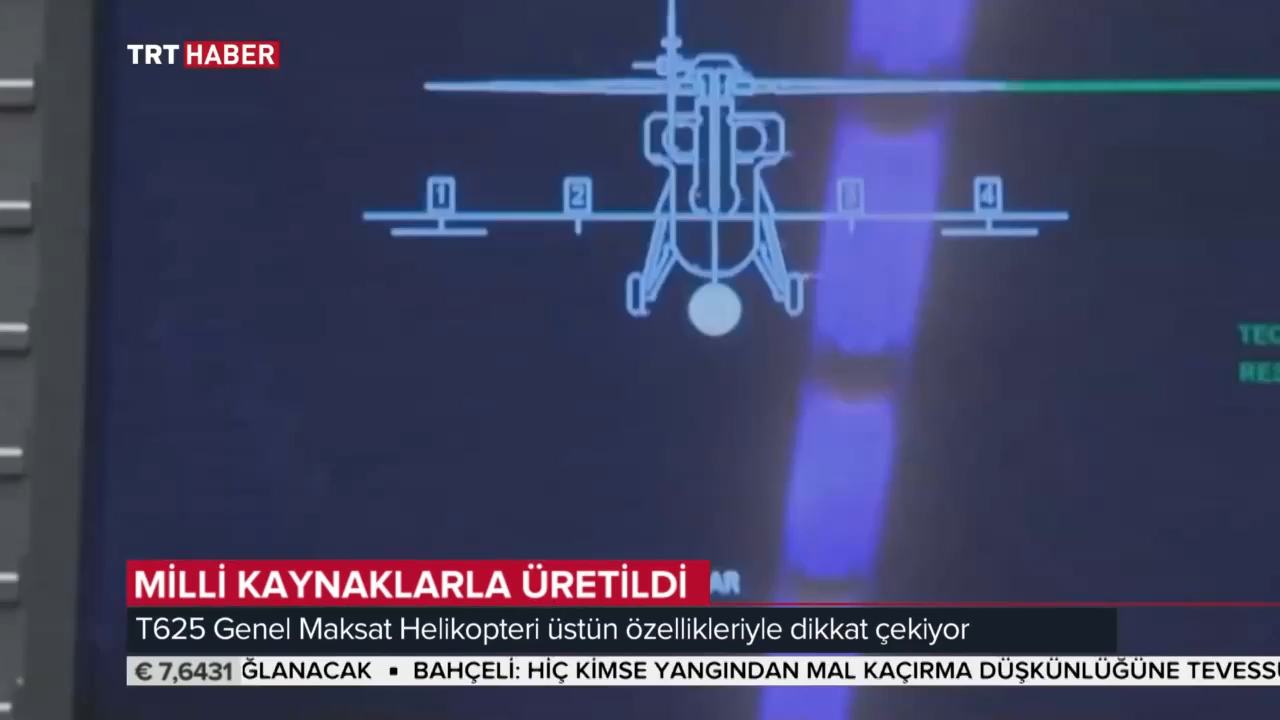 TRT HABER
1 2 3 4
MİLLİ KAYNAKLARLA ÜRETİLDİ
T625 Genel Maksat Helikopteri üstün özellikleriyle dikkat çekiyor
€ 7,6431 ĞLANACAK ▪ BAHÇELİ: HİÇ KİMSE YANGINDAN MAL KAÇIRMA DÜŞKÜNLÜĞÜNE TEVESSÜ